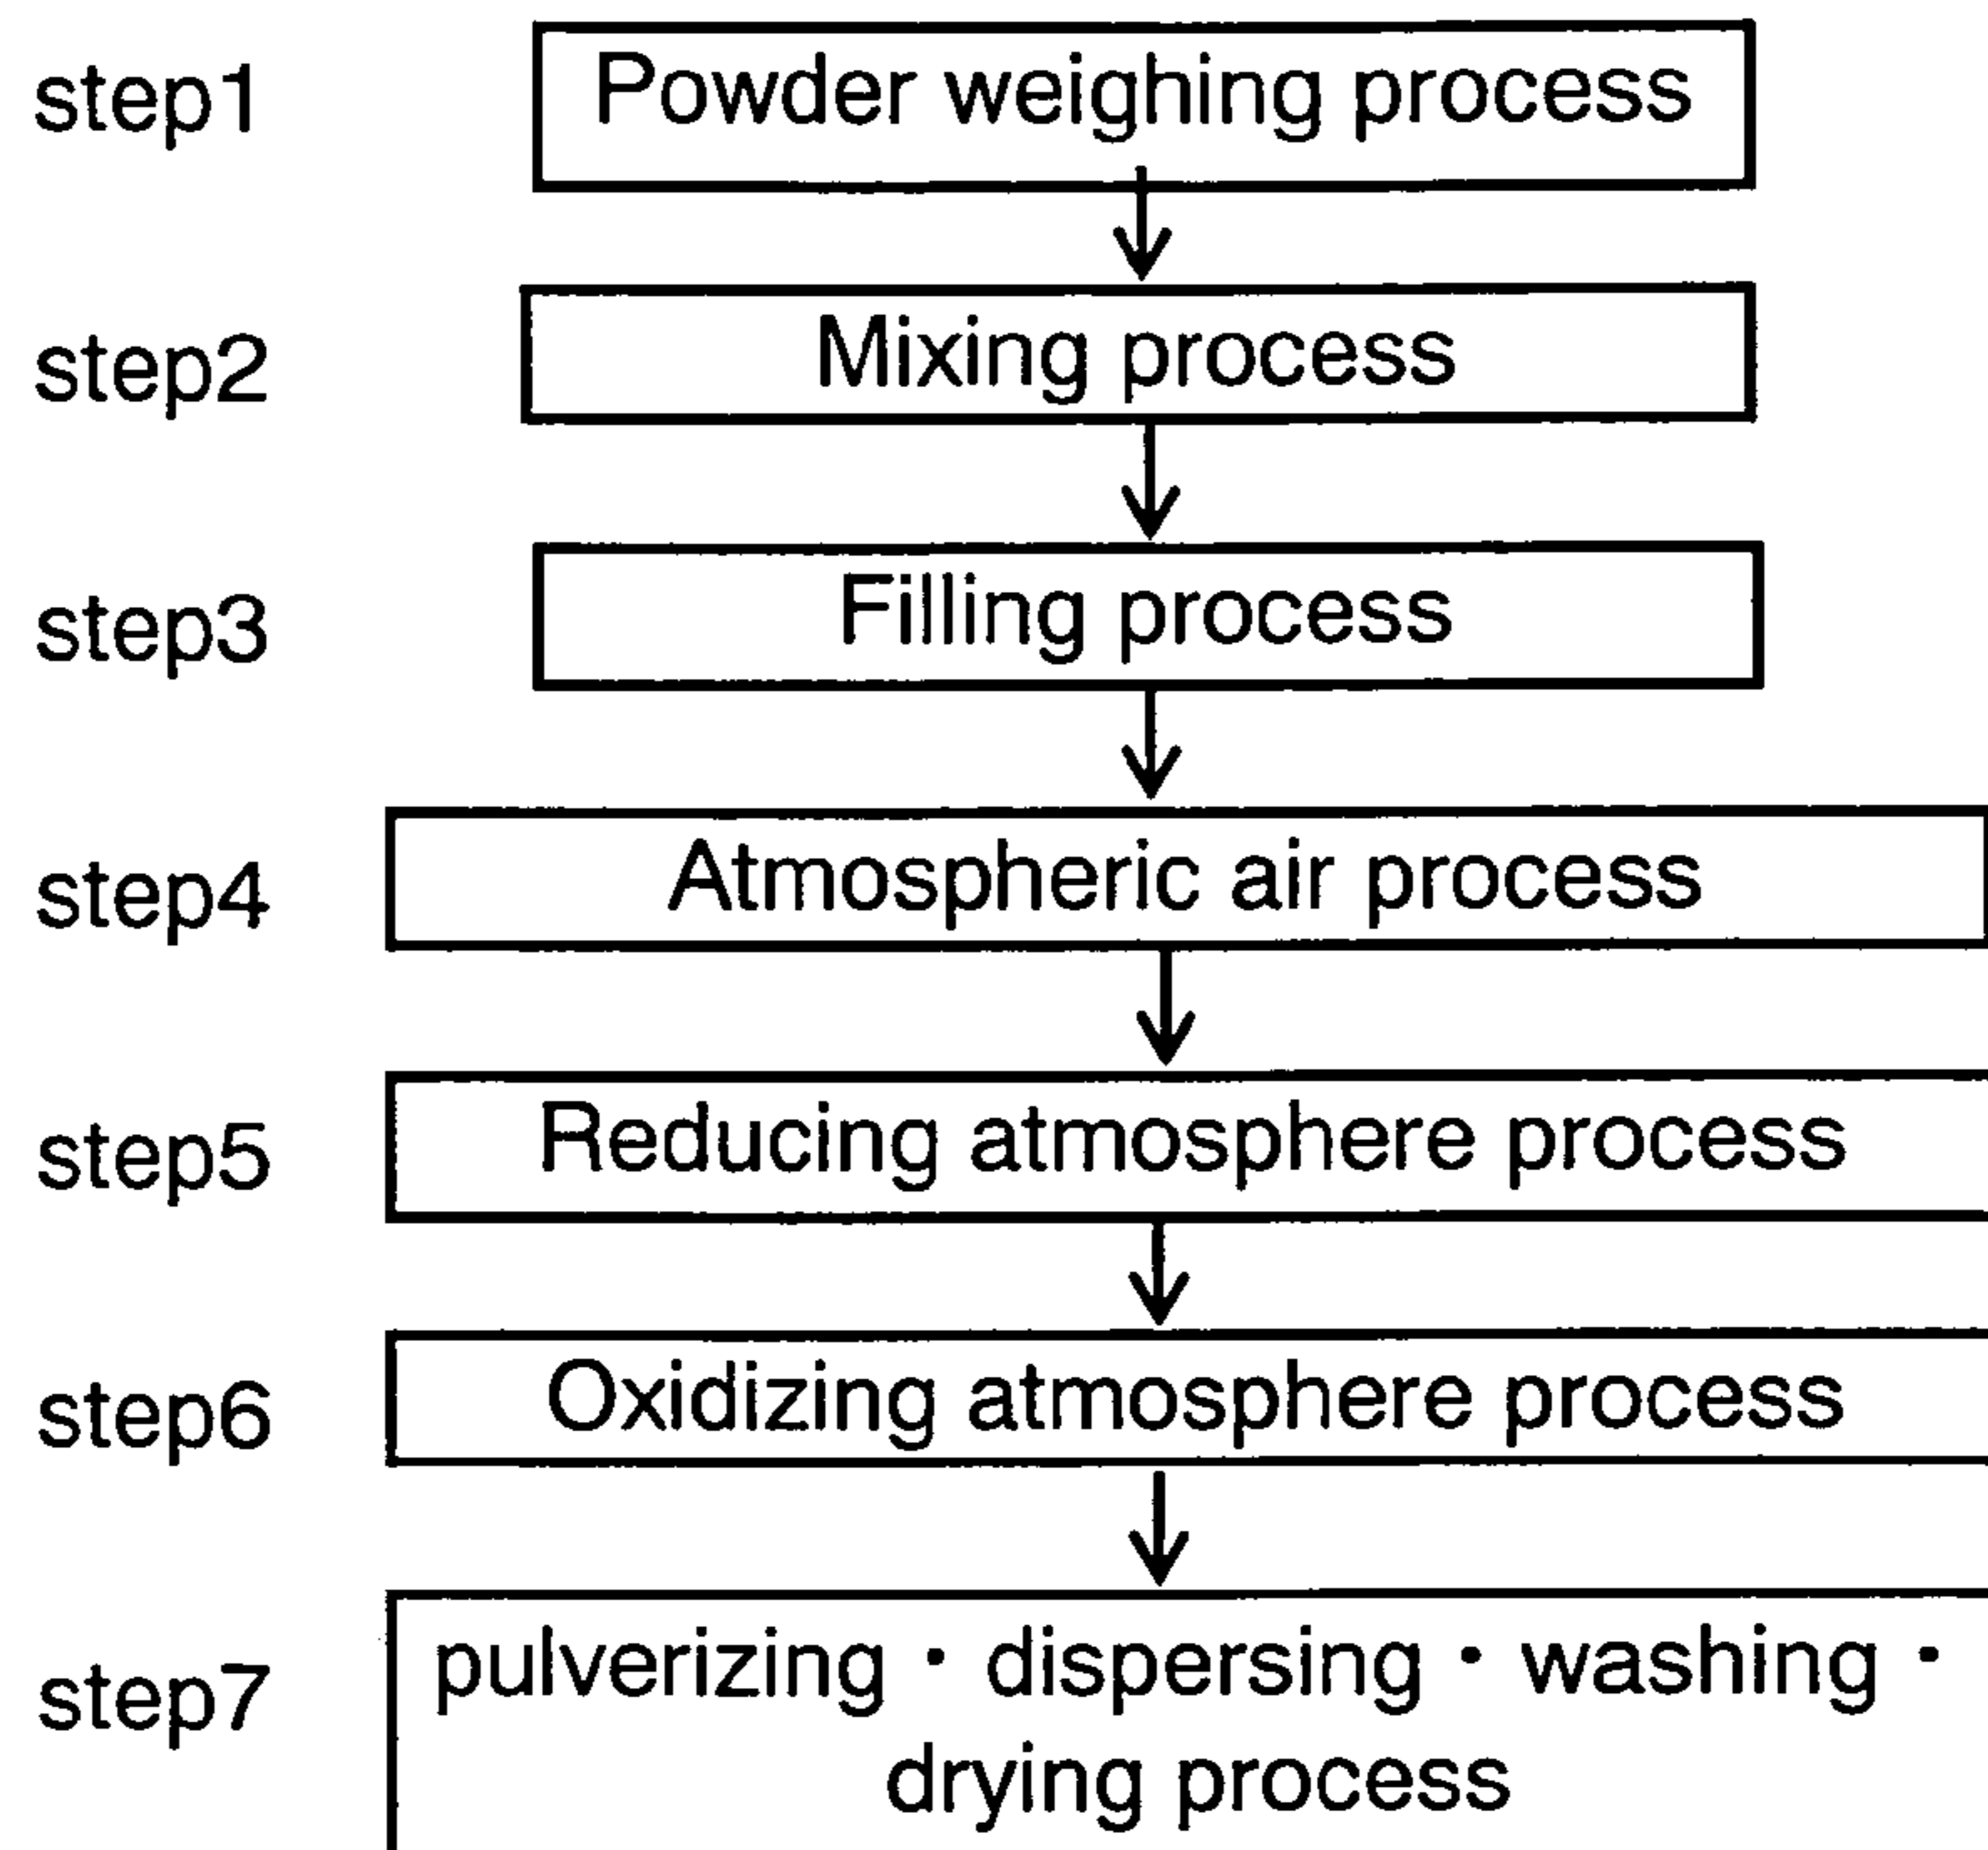 step1 Powder weighing process
step2 Mixing process
step3 Filling process
step4 Atmospheric air process
step5 Reducing atmosphere process
step6 Oxidizing atmosphere process
step7 pulverizing・dispersing・washing・
drying process